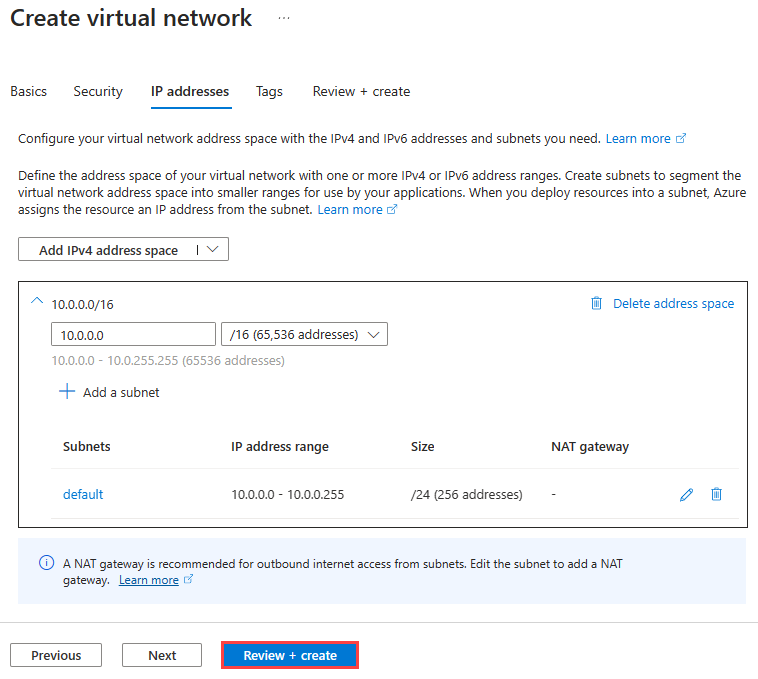 Create virtual network ...
Basics Security IP addresses Tags Review + create
Configure your virtual network address space with the IPv4 and IPv6 addresses and subnets you need. Learn more
Define the address space of your virtual network with one or more IPv4 or IPv6 address ranges. Create subnets to segment the
virtual network address space into smaller ranges for use by your applications. When you deploy resources into a subnet, Azure
assigns the resource an IP address from the subnet. Learn more
Add IPv4 address space
10.0.0.0/16 Delete address space
10.0.0.0 /16 (65,536 addresses)
10.0.0.0 - 10.0.255.255 (65536 addresses)
Add a subnet
Subnets IP address range Size NAT gateway
default 10.0.0.0 - 10.0.0.255 /24 (256 addresses) -
A NAT gateway is recommended for outbound internet access from subnets. Edit the subnet to add a NAT
gateway. Learn more
Previous Next Review + create